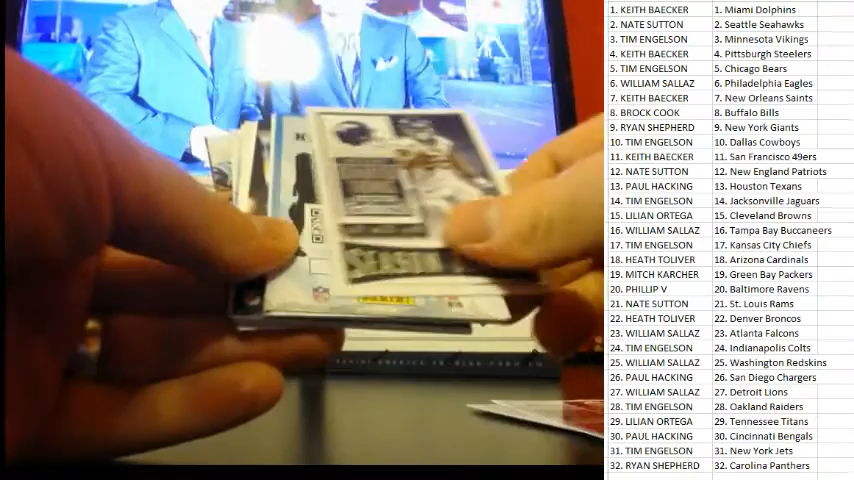 1. KEITH BAECKER 1. Miami Dolphins
2. NATE SUTTON 2. Seattle Seahawks
3. TIM ENGELSON 3. Minnesota Vikings
4. KEITH BAECKER 4. Pittsburgh Steelers
5. TIM ENGELSON 5. Chicago Bears
6. WILLIAM SALLAZ 6. Philadelphia Eagles
7. KEITH BAECKER 7. New Orleans Saints
8. BROCK COOK 8. Buffalo Bills
9. RYAN SHEPHERD 9. New York Giants
10. TIM ENGELSON 10. Dallas Cowboys
11. KEITH BAECKER 11. San Francisco 49ers
12. NATE SUTTON 12. New England Patriots
13. PAUL HACKING 13. Houston Texans
14. TIM ENGELSON 14. Jacksonville Jaguars
15. LILIAN ORTEGA 15. Cleveland Browns
16. WILLIAM SALLAZ 16. Tampa Bay Buccaneers
17. TIM ENGELSON 17. Kansas City Chiefs
18. HEATH TOLIVER 18. Arizona Cardinals
19. MITCH KARCHER 19. Green Bay Packers
20. PHILLIP V 20. Baltimore Ravens
21. NATE SUTTON 21. St. Louis Rams
22. HEATH TOLIVER 22. Denver Broncos
23. WILLIAM SALLAZ 23. Atlanta Falcons
24. TIM ENGELSON 24. Indianapolis Colts
25. WILLIAM SALLAZ 25. Washington Redskins
26. PAUL HACKING 26. San Diego Chargers
27. WILLIAM SALLAZ 27. Detroit Lions
28. TIM ENGELSON 28. Oakland Raiders
29. LILIAN ORTEGA 29. Tennessee Titans
30. PAUL HACKING 30. Cincinnati Bengals
31. TIM ENGELSON 31. New York Jets
32. RYAN SHEPHERD 32. Carolina Panthers
SEASON